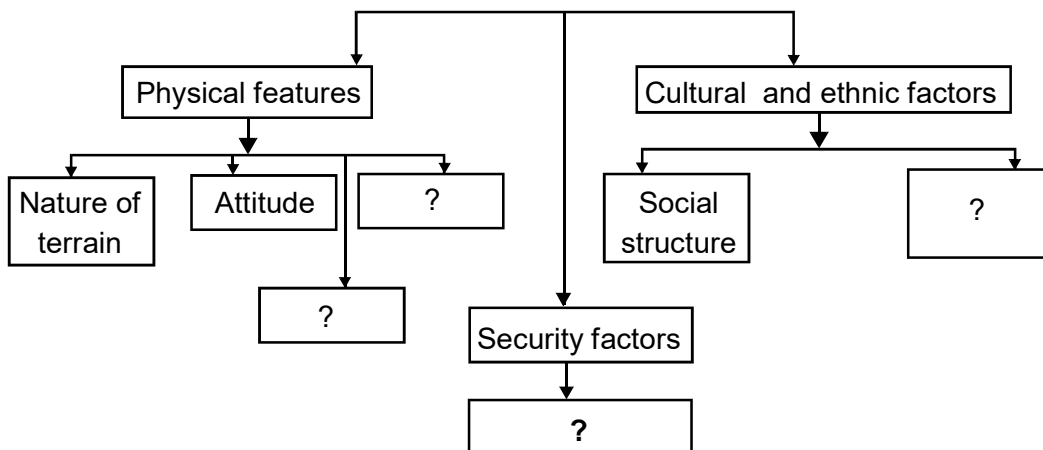 Physical features
Cultural and ethnic factors
Nature of
terrain
Attitude
?
Social
structure
?
?
Security factors
?